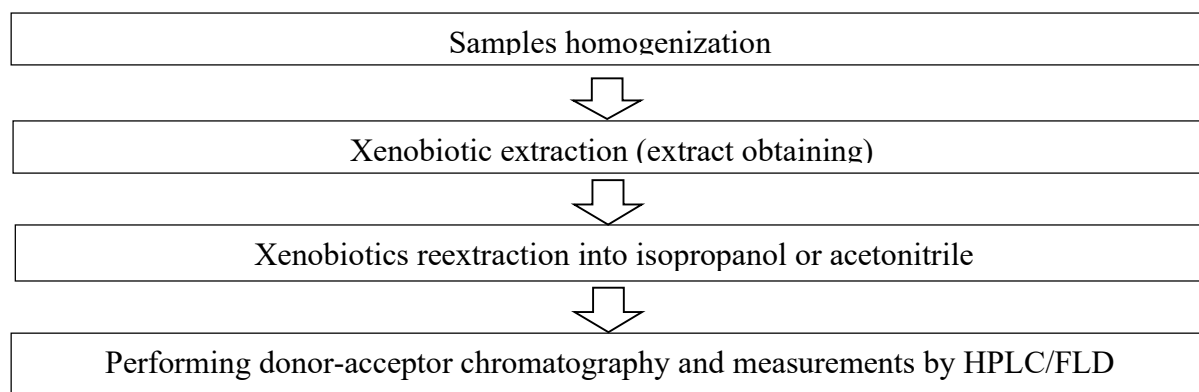 Samples homogenization
Xenobiotic extraction (extract obtaining)
Xenobiotics reextraction into isopropanol or acetonitrile
Performing donor-acceptor chromatography and measurements by HPLC/FLD